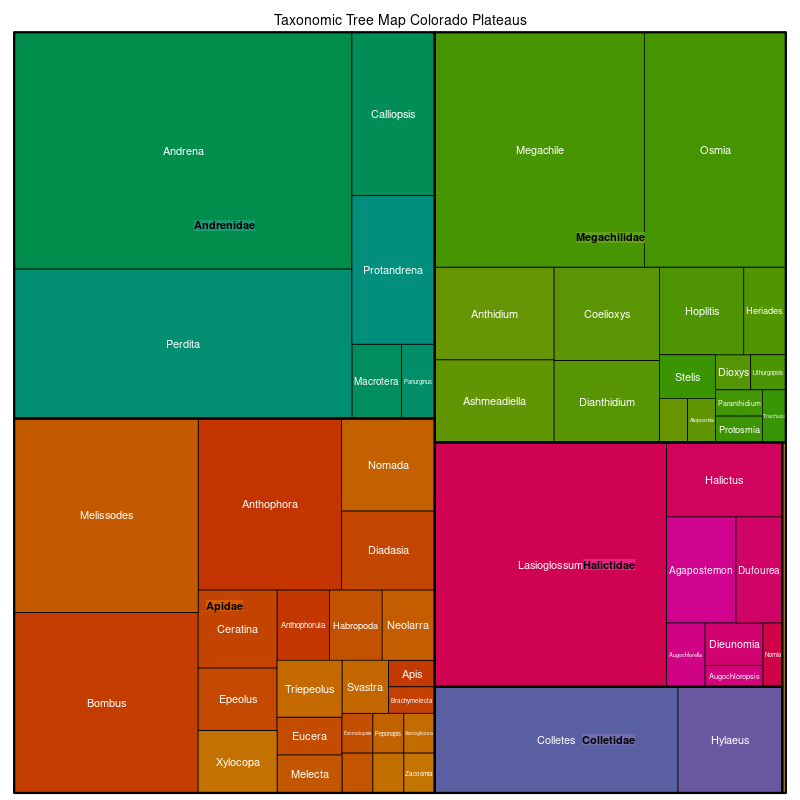 Taxonomic Tree Map Colorado Plateaus
Andrena
Calliopsis
Andrenidae
Protandrena
Perdita
Macrotera
Panurginus
Megachile
Osmia
Megachilidae
Anthidium
Coelioxys
Hoplitis
Heriades
Ashmeadiella
Dianthidium
Stelis
Dioxys
Lithurgopsis
Paranthidium
Atoposmia
Protosmia
Trachusa
Melissodes
Anthophora
Nomada
Diadasia
Apidae
Ceratina
Anthophorula
Habropoda
Neolarra
Bombus
Epeolus
Triepeolus
Svastra
Apis
Brachymelecta
Xylocopa
Eucera
Exomalopsis
Peponapis
Xenoglossa
Melecta
Zacosmia
Lasioglossum
Halictidae
Halictus
Agapostemon
Dufourea
Augochlorella
Dieunomia
Nomia
Augochloropsis
Colletes
Colletidae
Hylaeus